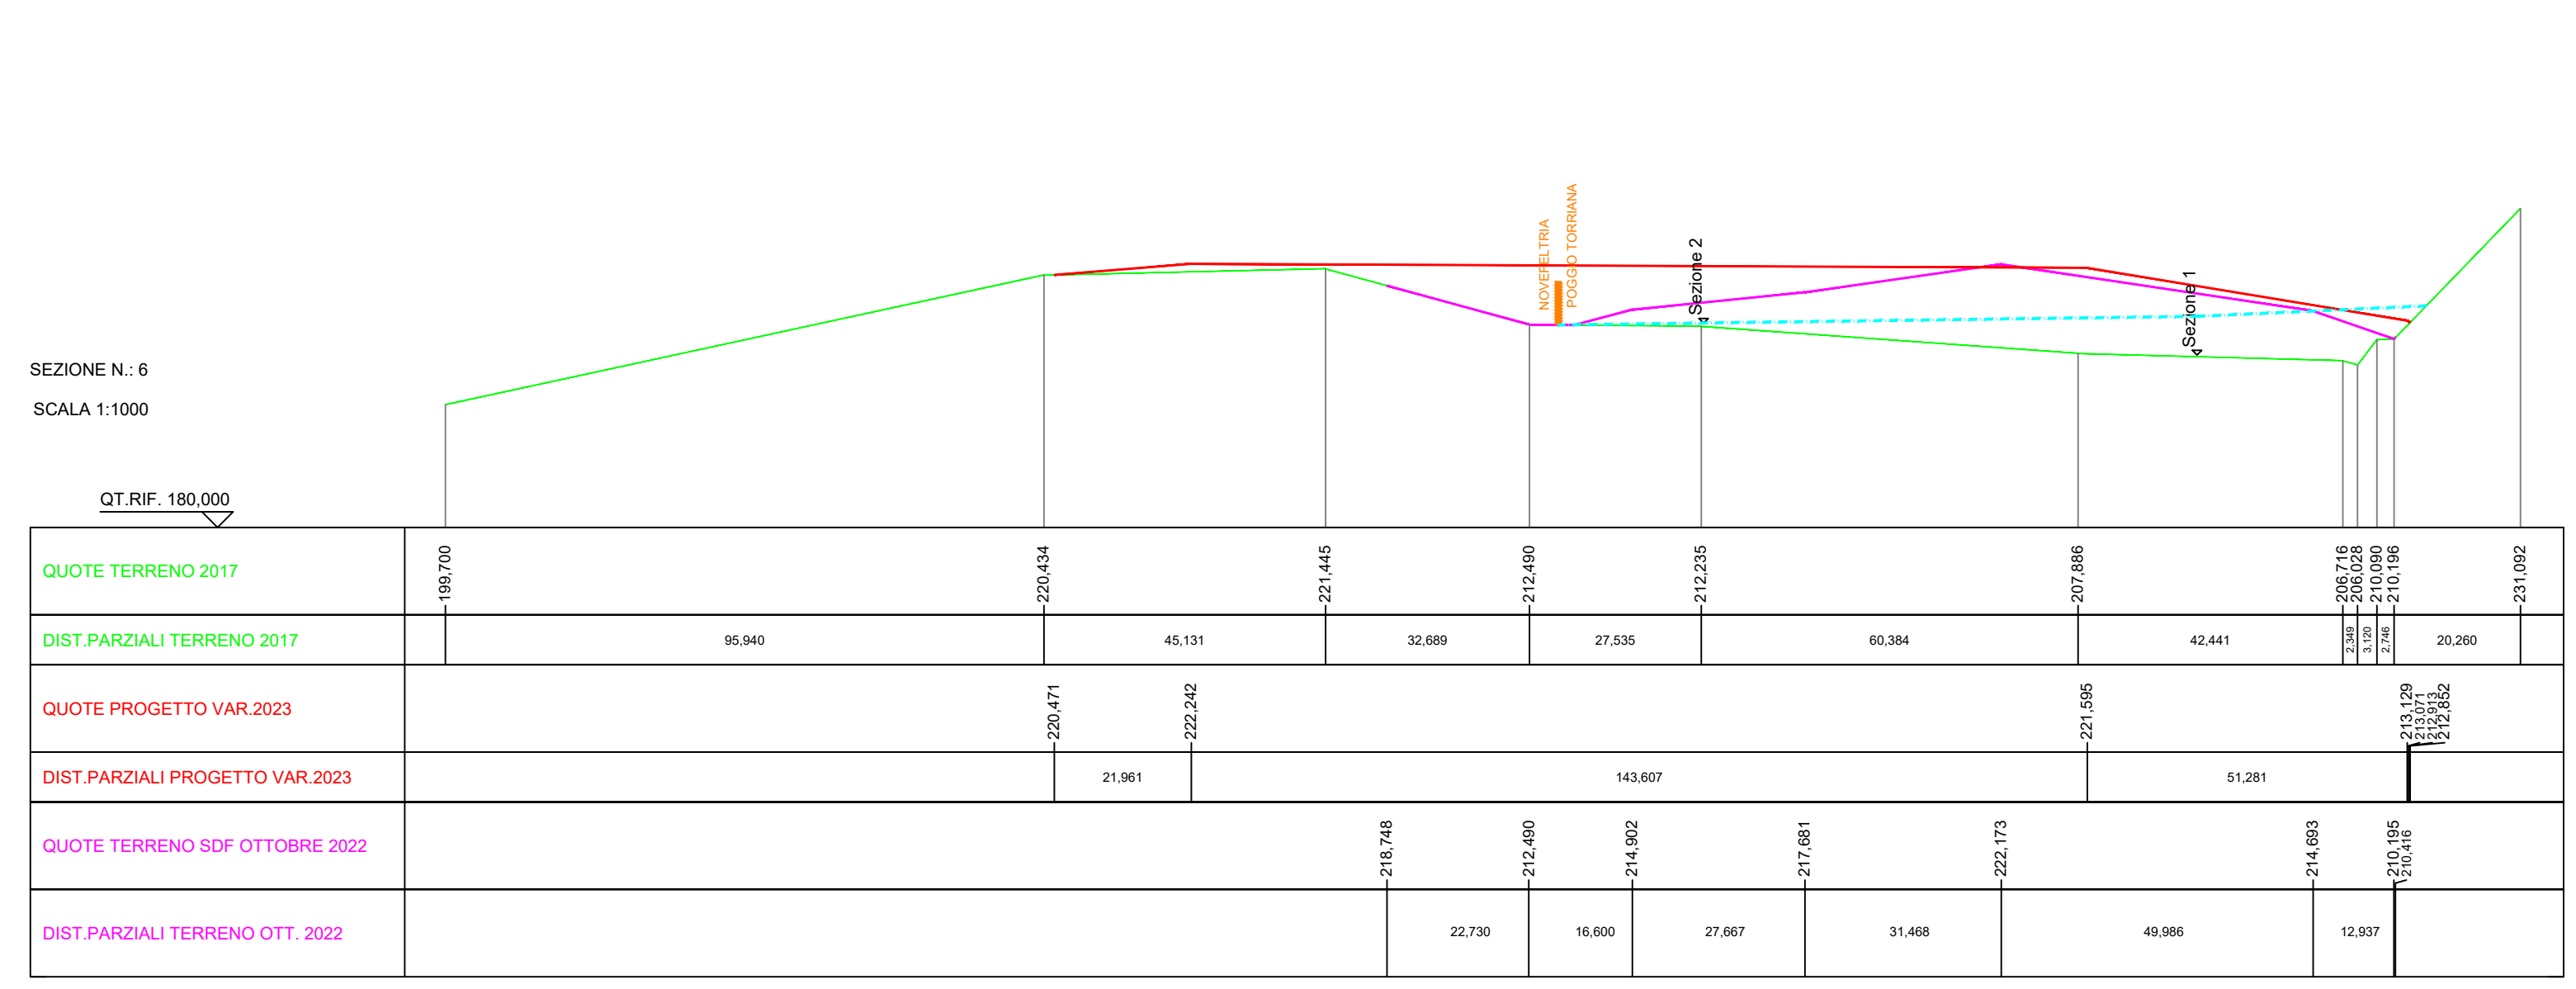 NOVEFELTRIA
POGGIO TORRIANA
Sezione 2
Sezione 1
SEZIONE N.: 6
SCALA 1:1000
QT.RIF. 180,000
QUOTE TERRENO 2017
199,700 220,434 221,445 212,490 212,235 207,886 206,716 206,028 210,090 210,196 231,092
DIST.PARZIALI TERRENO 2017
95,940 45,131 32,689 27,535 60,384 42,441 2,349 3,120 2,746 20,260
QUOTE PROGETTO VAR.2023
220,471 222,242 221,595 213,129 213,071 212,913 212,852
DIST.PARZIALI PROGETTO VAR.2023
21,961 143,607 51,281
QUOTE TERRENO SDF OTTOBRE 2022
218,748 212,490 214,902 217,681 222,173 214,693 210,195 210,416
DIST.PARZIALI TERRENO OTT. 2022
22,730 16,600 27,667 31,468 49,986 12,937